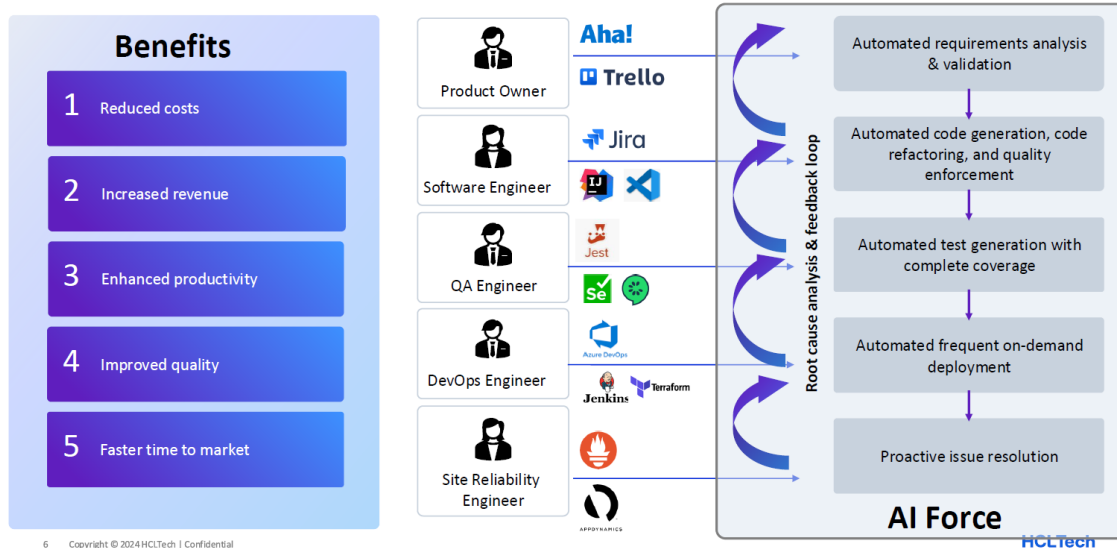 Benefits
1 Reduced costs
2 Increased revenue
3 Enhanced productivity
4 Improved quality
5 Faster time to market
Product Owner
Aha!
Trello
Software Engineer
Jira
IJ
QA Engineer
Jest
Se
DevOps Engineer
Azure DevOps
Jenkins
Terraform
Site Reliability
Engineer
APPDYNAMICS
Root cause analysis & feedback loop
Automated requirements analysis
& validation
Automated code generation, code
refactoring, and quality
enforcement
Automated test generation with
complete coverage
Automated frequent on-demand
deployment
Proactive issue resolution
AI Force
6 Copyright © 2024 HCLTech | Confidential
HCLTech